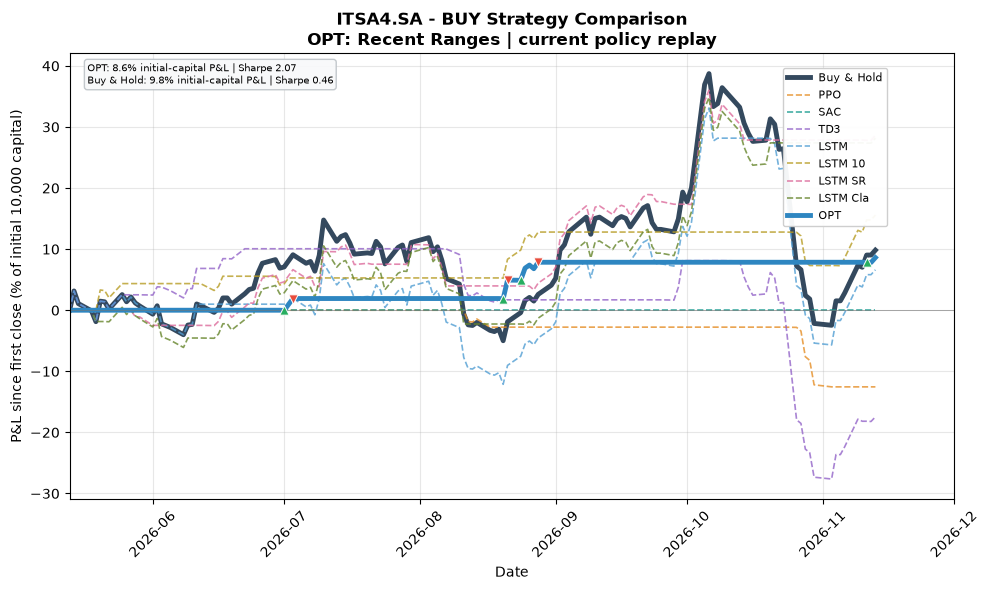 ITSA4.SA - BUY Strategy Comparison
OPT: Recent Ranges | current policy replay
OPT: 8.6% initial-capital P&L | Sharpe 2.07
Buy & Hold: 9.8% initial-capital P&L | Sharpe 0.46
Buy & Hold
PPO
SAC
TD3
LSTM
LSTM 10
LSTM SR
LSTM Cla
OPT
P&L since first close (% of initial 10,000 capital)
40
30
20
10
0
−10
−20
−30
2026-06
2026-07
2026-08
2026-09
2026-10
2026-11
2026-12
Date